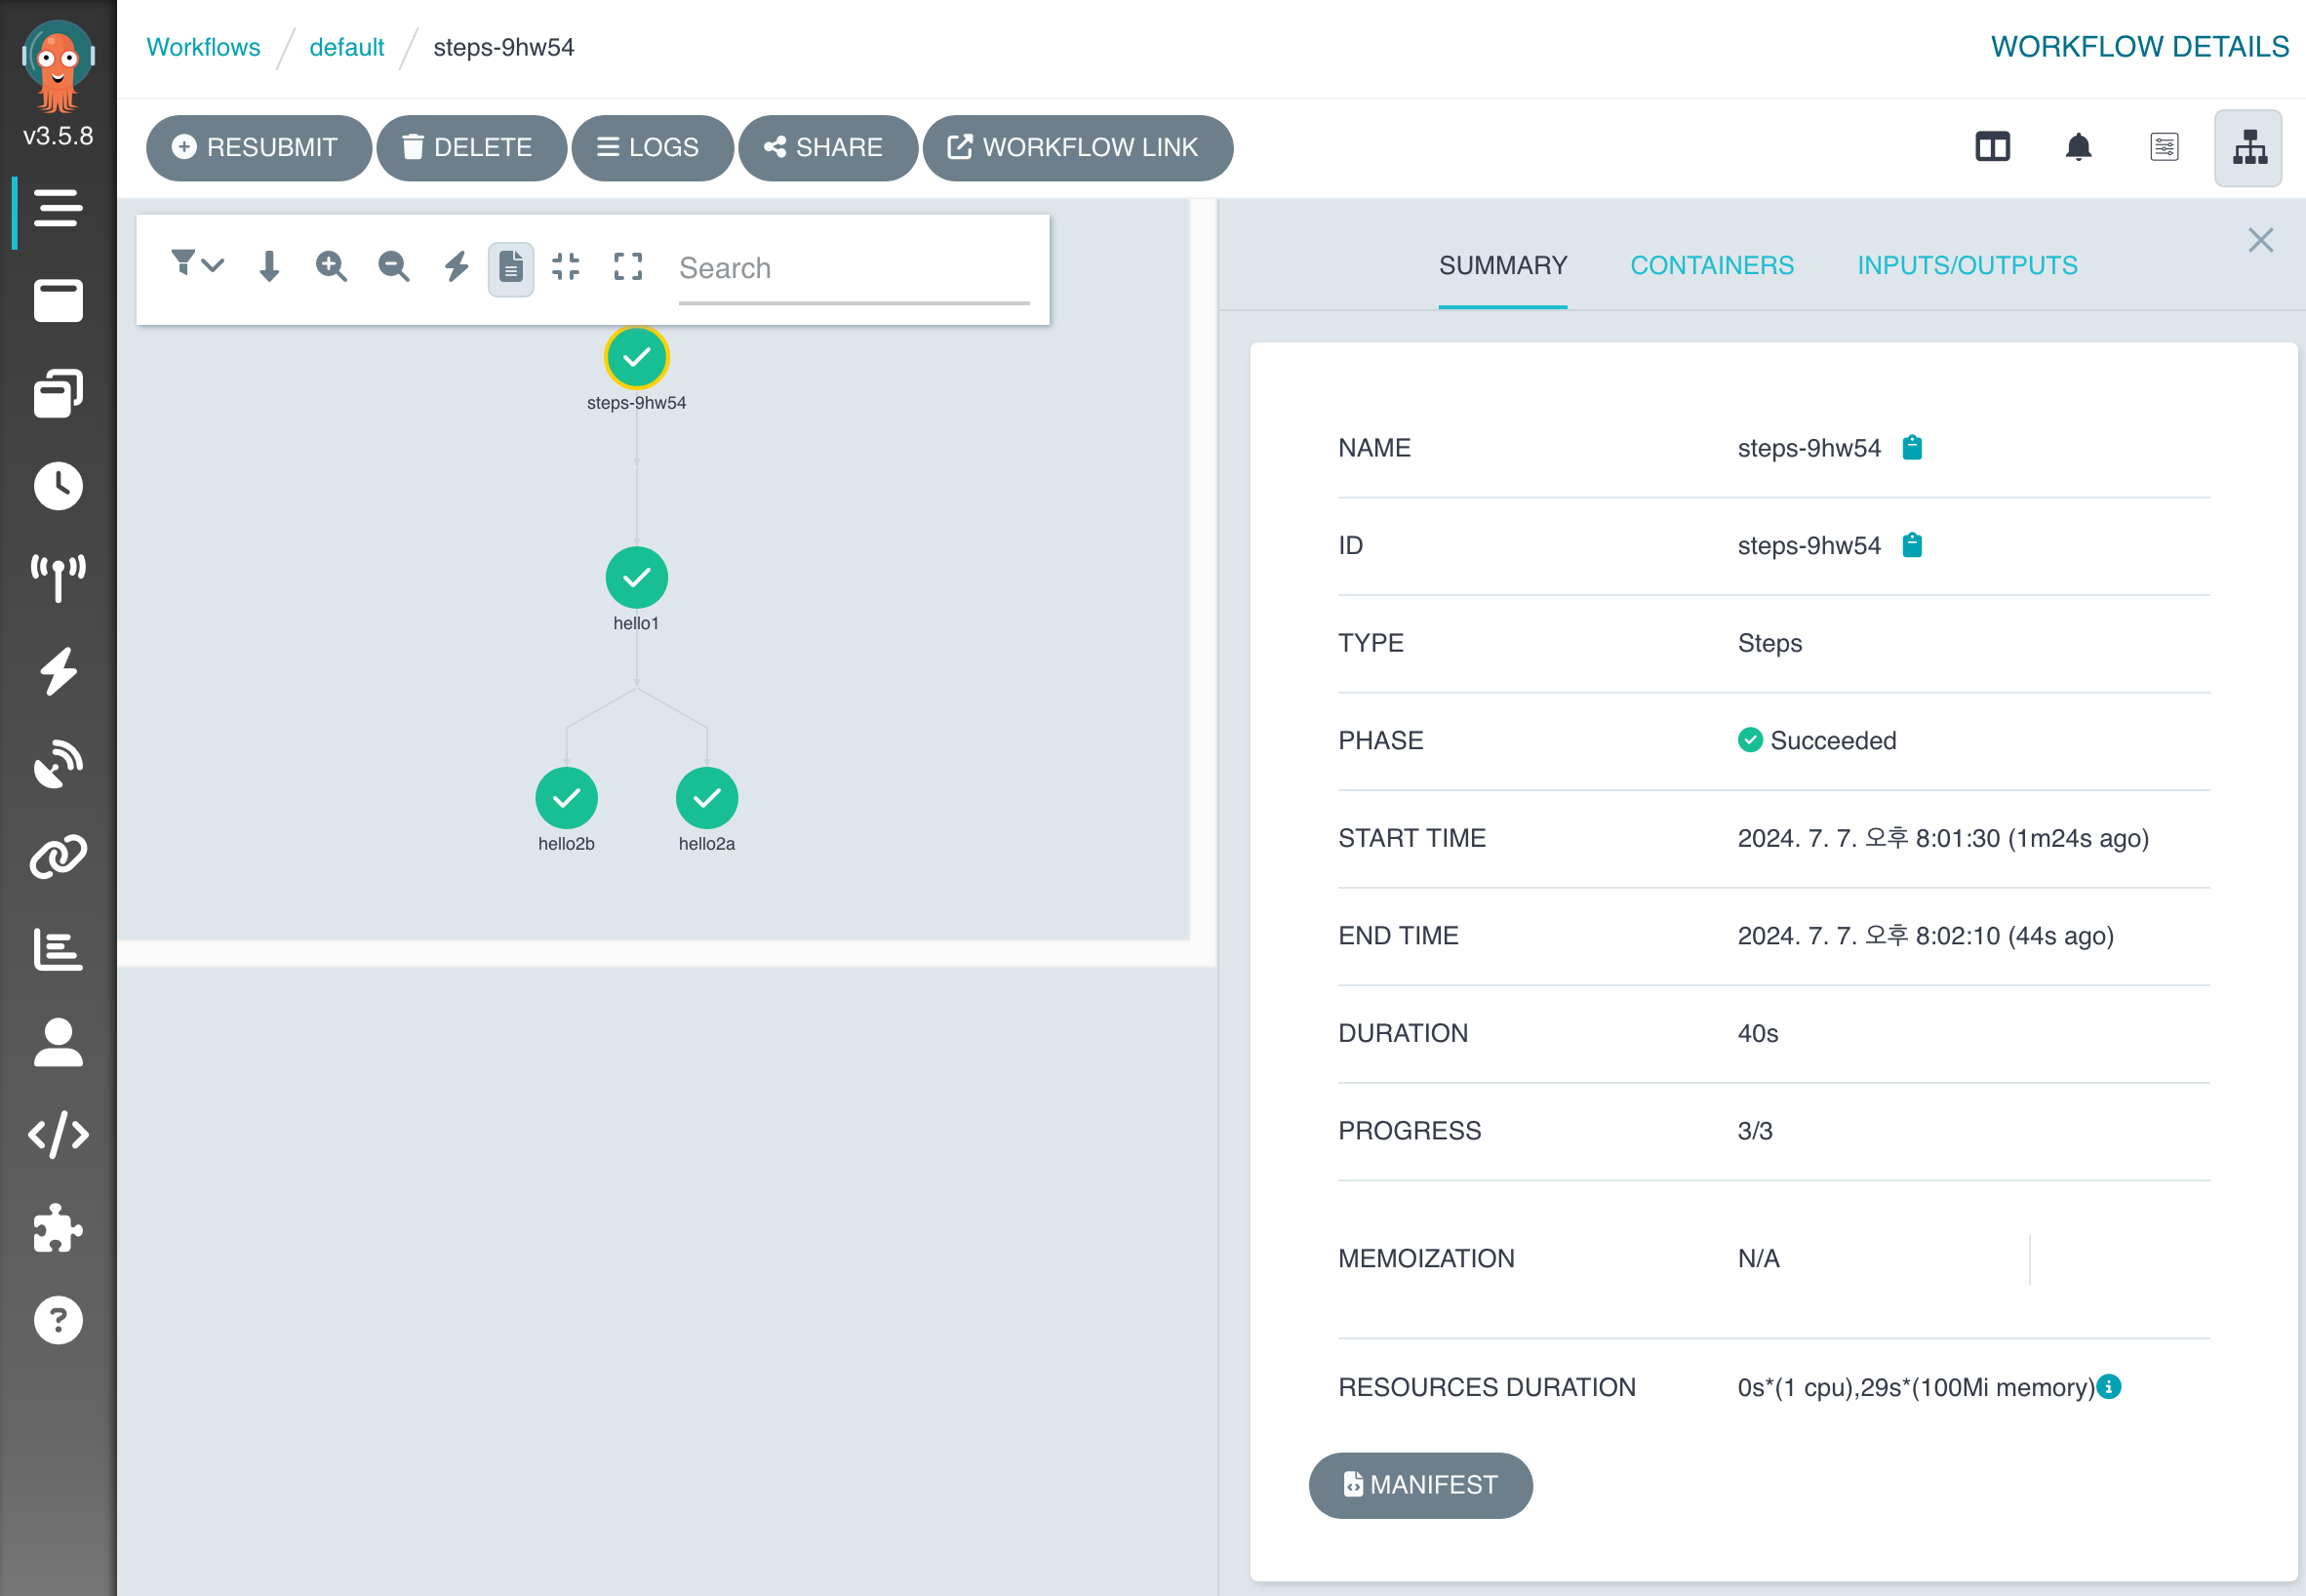 v3.5.8
Workflows / default / steps-9hw54
WORKFLOW DETAILS
RESUBMIT DELETE LOGS SHARE WORKFLOW LINK
Search
steps-9hw54
hello1
hello2b hello2a
SUMMARY CONTAINERS INPUTS/OUTPUTS
NAME steps-9hw54
ID steps-9hw54
TYPE Steps
PHASE Succeeded
START TIME 2024. 7. 7. 오후 8:01:30 (1m24s ago)
END TIME 2024. 7. 7. 오후 8:02:10 (44s ago)
DURATION 40s
PROGRESS 3/3
MEMOIZATION N/A
RESOURCES DURATION 0s*(1 cpu),29s*(100Mi memory)
MANIFEST